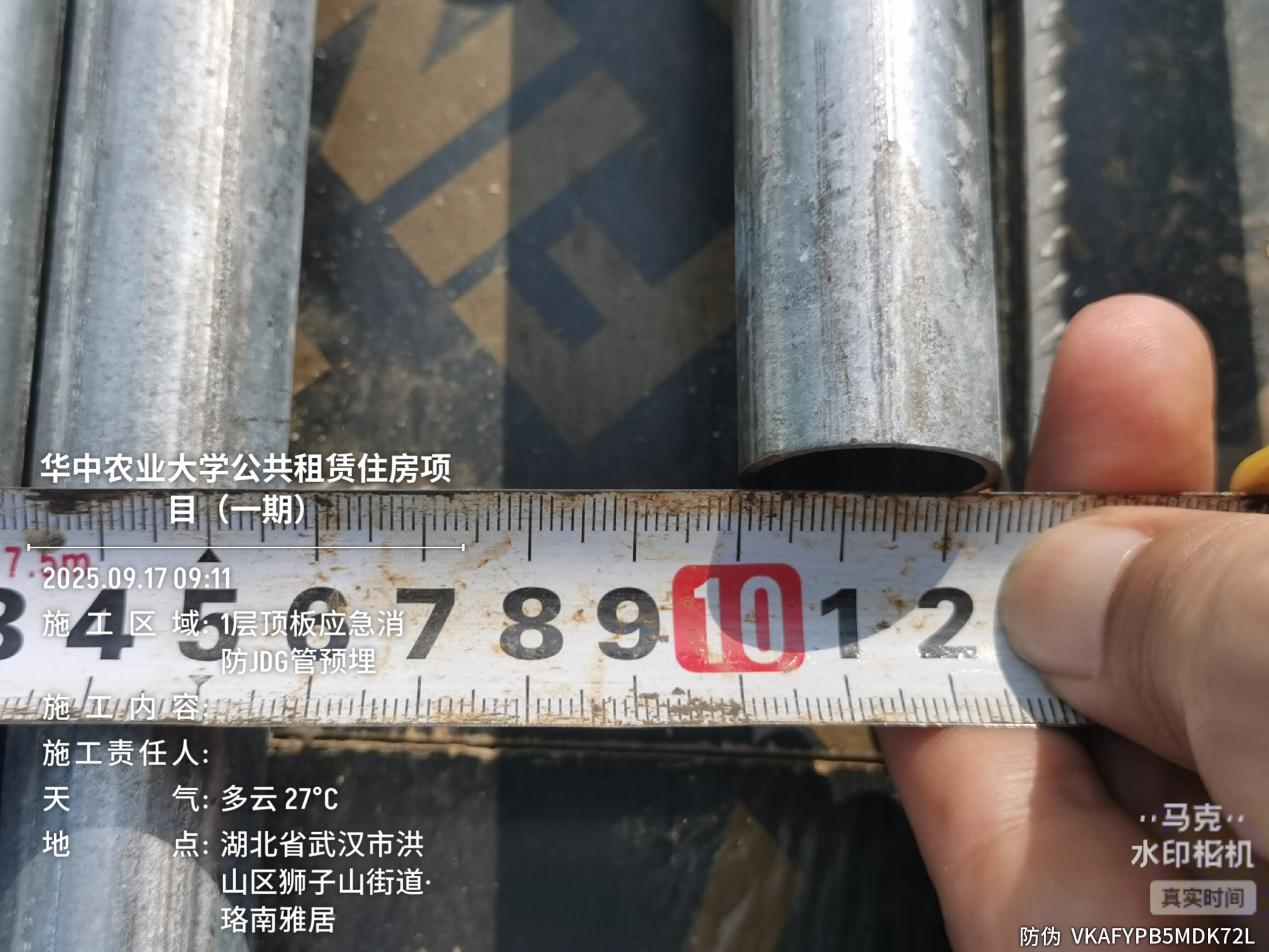 华中农业大学公共租赁住房项
目（一期）
7.5m
2025.09.17 09:11
3 4 5 6 7 8 9 10 1 2
施工区域: 1层顶板应急消
防JDG管预埋
施工内容:
施工责任人:
天气: 多云 27°C
地点: 湖北省武汉市洪
山区狮子山街道·
珞南雅居
马克
水印相机
真实时间
防伪 VKAFYPB5MDK72L